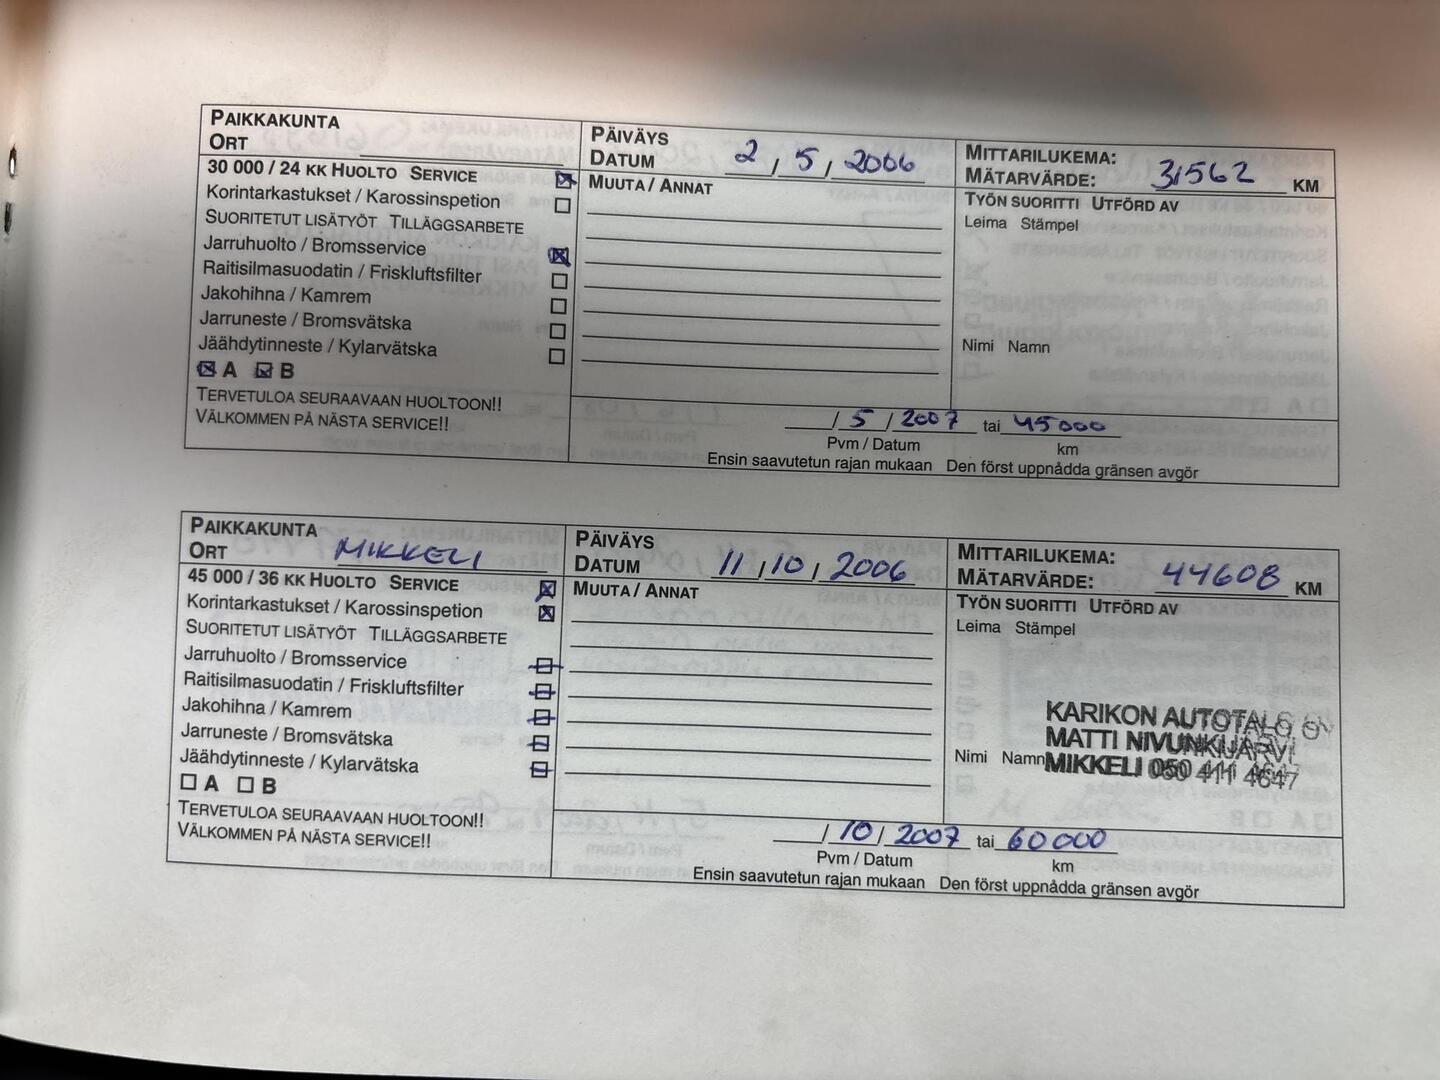 PAIKKAKUNTA
ORT
PÄIVÄYS
DATUM 2 / 5 / 2006
MITTARILUKEMA:
MÄTARVÄRDE: 31562 KM
30 000 / 24 KK HUOLTO SERVICE
Korintarkastukset / Karossinspetion
SUORITETUT LISÄTYÖT TILLÄGGSARBETE
Jarruhuolto / Bromsservice
Raitisilmasuodatin / Friskluftsfilter
Jakohihna / Kamrem
Jarruneste / Bromsvätska
Jäähdytinneste / Kylarvätska
A B
TERVETULOA SEURAAVAAN HUOLTOON!!
VÄLKOMMEN PÅ NÄSTA SERVICE!!
MUUTA / ANNAT
TYÖN SUORITTI UTFÖRD AV
Leima Stämpel
Nimi Namn
/ 5 / 2007 tai 45000
Pvm / Datum km
Ensin saavutetun rajan mukaan Den först uppnådda gränsen avgör
PAIKKAKUNTA
ORT MIKKELI
PÄIVÄYS
DATUM 11 / 10 / 2006
MITTARILUKEMA:
MÄTARVÄRDE: 44608 KM
45 000 / 36 KK HUOLTO SERVICE
Korintarkastukset / Karossinspetion
SUORITETUT LISÄTYÖT TILLÄGGSARBETE
Jarruhuolto / Bromsservice
Raitisilmasuodatin / Friskluftsfilter
Jakohihna / Kamrem
Jarruneste / Bromsvätska
Jäähdytinneste / Kylarvätska
A B
TERVETULOA SEURAAVAAN HUOLTOON!!
VÄLKOMMEN PÅ NÄSTA SERVICE!!
MUUTA / ANNAT
TYÖN SUORITTI UTFÖRD AV
Leima Stämpel
KARIKON AUTOTALO OY
MATTI NIVUNKIJÄRVI
Nimi Namn MIKKELI 050 411 4647
/ 10 / 2007 tai 60000
Pvm / Datum km
Ensin saavutetun rajan mukaan Den först uppnådda gränsen avgör